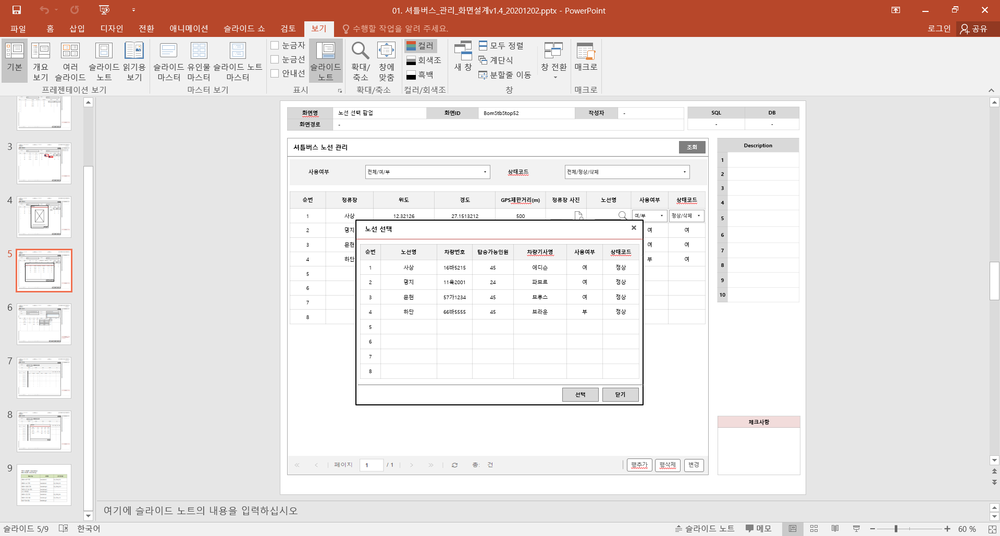 01. 셔틀버스_관리_화면설계v1.4_20201202.pptx - PowerPoint
파일 홈 삽입 디자인 전환 애니메이션 슬라이드 쇼 검토 보기 수행할 작업을 알려 주세요. 로그인 공유
기본 개요 보기 여러 슬라이드 슬라이드 노트 읽기용 보기
프레젠테이션 보기
슬라이드 마스터 유인물 마스터 슬라이드 노트 마스터
마스터 보기
눈금자
눈금선
안내선
슬라이드 노트
표시
확대/축소 창에 맞춤
확대/축소
컬러
회색조
흑백
컬러/회색조
새 창
모두 정렬
계단식
분할줄 이동
창 전환
창
매크로
매크로
3
4
5
6
7
8
9
화면명 노선 선택 팝업 화면ID BomStbStop52 작성자 - SQL DB
화면경로 - - -
셔틀버스 노선 관리 조회
사용여부 전체/여/부 상태코드 전체/정상/삭제
순번 정류장 위도 경도 GPS제한거리(m) 정류장 사진 노선명 사용여부 상태코드
1 사상 12.32126 27.1513212 500 여/부 정상/삭제
2 명지 여 여
3 문현 여 여
4 하단 부 여
5
6
7
8
노선 선택
순번 노선명 차량번호 탑승가능인원 차량기사명 사용여부 상태코드
1 사상 16바5215 45 에디슨 여 정상
2 명지 11육2001 24 파브르 여 정상
3 문현 57가1234 45 브루스 여 정상
4 하단 66바5555 45 브라운 부 정상
5
6
7
8
선택 닫기
페이지 1 / 1 총: 건 행추가 행삭제 변경
Description
1
2
3
4
5
6
7
8
9
10
체크사항
여기에 슬라이드 노트의 내용을 입력하십시오
슬라이드 5/9 한국어 슬라이드 노트 메모 60 %